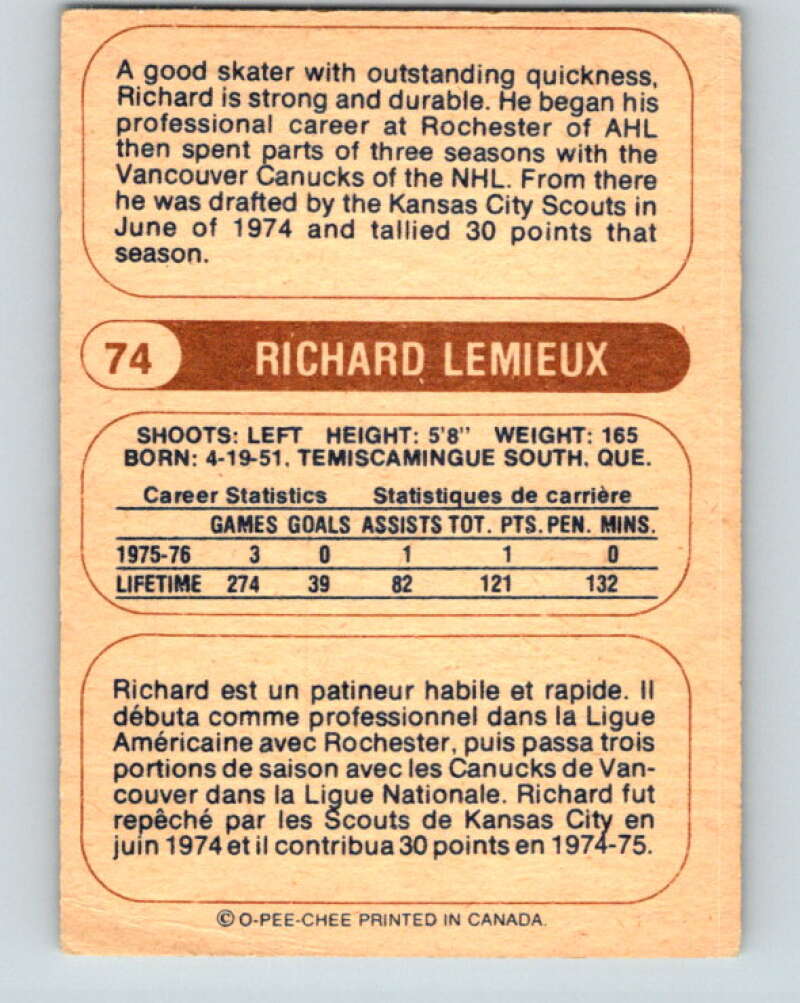 A good skater with outstanding quickness,
Richard is strong and durable. He began his
professional career at Rochester of AHL
then spent parts of three seasons with the
Vancouver Canucks of the NHL. From there
he was drafted by the Kansas City Scouts in
June of 1974 and tallied 30 points that
season.
74 RICHARD LEMIEUX
SHOOTS: LEFT HEIGHT: 5'8" WEIGHT: 165
BORN: 4-19-51, TEMISCAMINGUE SOUTH, QUE.
Career Statistics Statistiques de carrière
GAMES GOALS ASSISTS TOT. PTS. PEN. MINS.
1975-76 3 0 1 1 0
LIFETIME 274 39 82 121 132
Richard est un patineur habile et rapide. Il
débuta comme professionnel dans la Ligue
Américaine avec Rochester, puis passa trois
portions de saison avec les Canucks de Van-
couver dans la Ligue Nationale. Richard fut
repêché par les Scouts de Kansas City en
juin 1974 et il contribua 30 points en 1974-75.
© O-PEE-CHEE PRINTED IN CANADA.